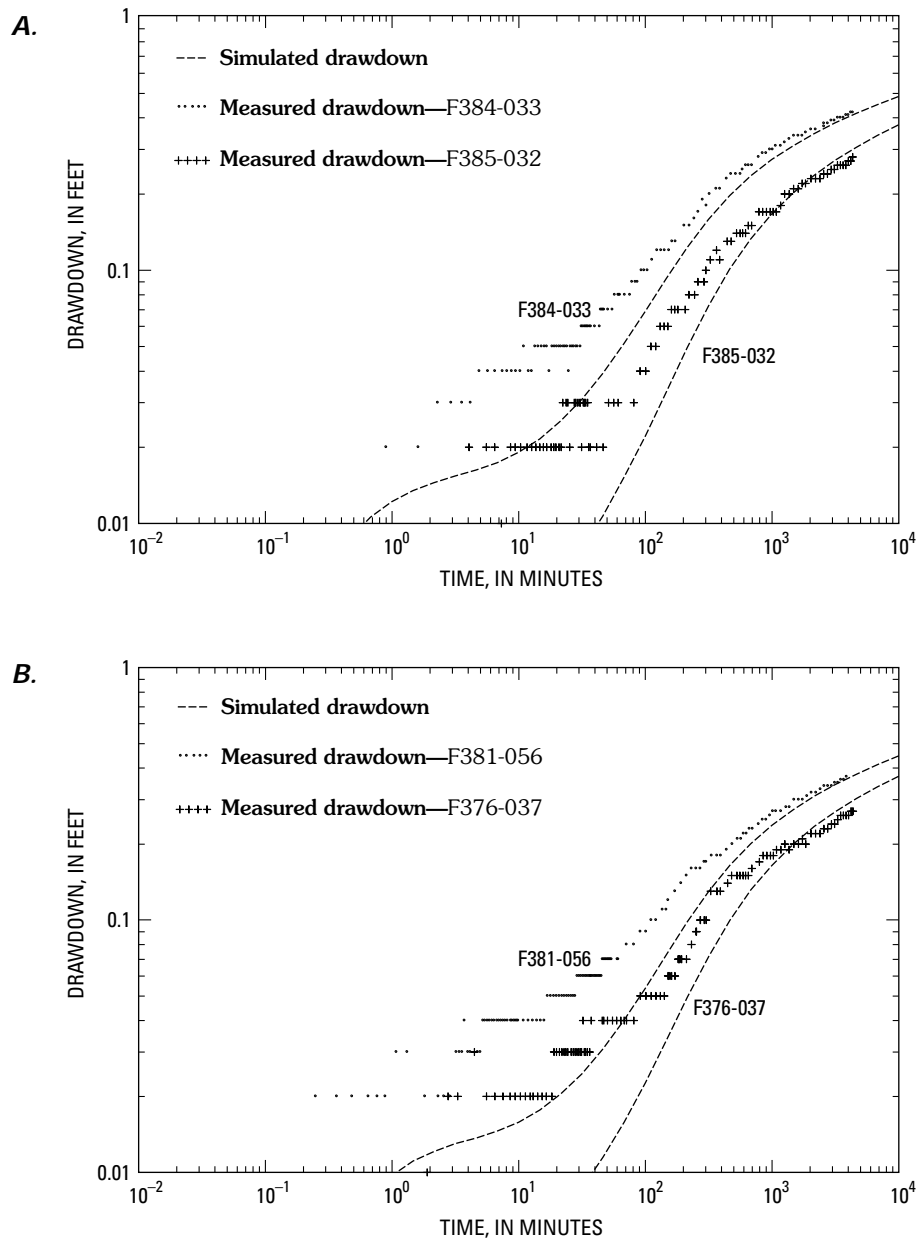 A.
1
Simulated drawdown
Measured drawdown—F384-033
Measured drawdown—F385-032
DRAWDOWN, IN FEET
0.1
F384-033
F385-032
0.01
10⁻² 10⁻¹ 10⁰ 10¹ 10² 10³ 10⁴
TIME, IN MINUTES
B.
1
Simulated drawdown
Measured drawdown—F381-056
Measured drawdown—F376-037
DRAWDOWN, IN FEET
0.1
F381-056
F376-037
0.01
10⁻² 10⁻¹ 10⁰ 10¹ 10² 10³ 10⁴
TIME, IN MINUTES